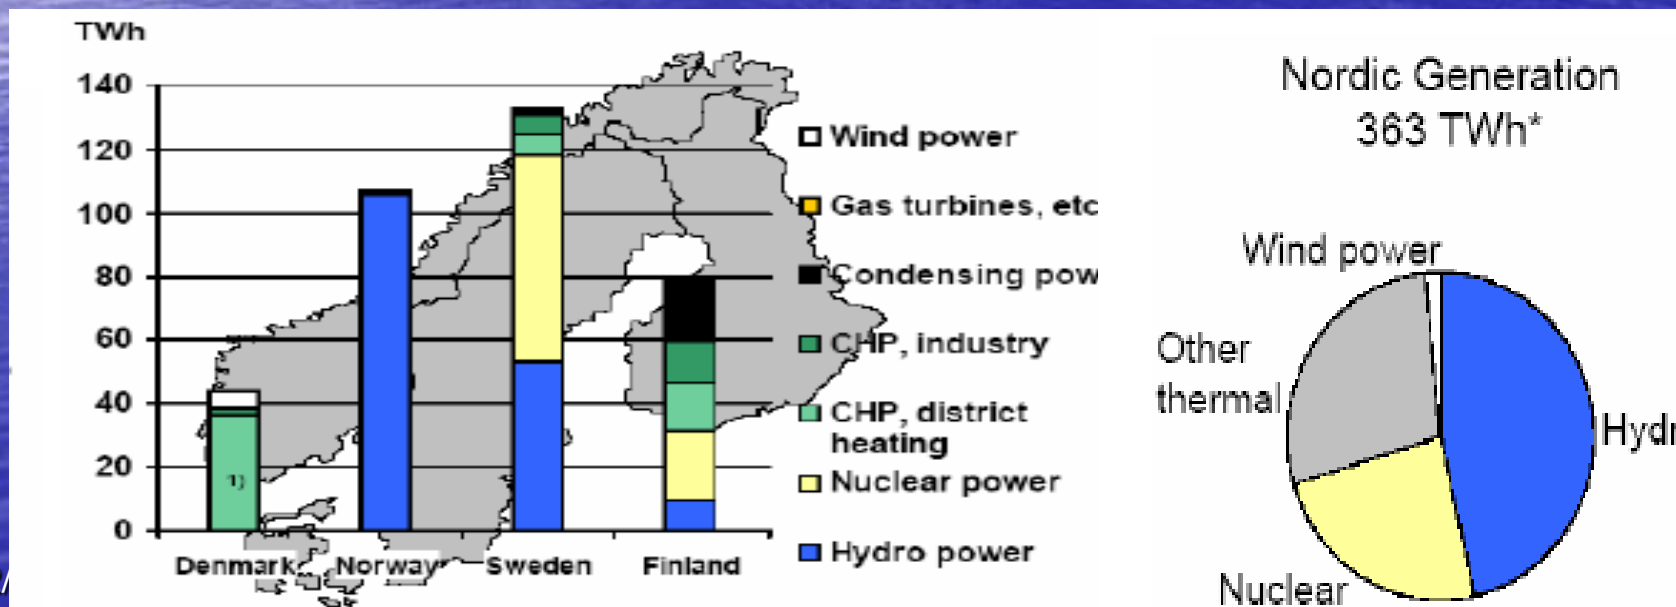 TWh
140
120
100
80
60
40
20
0
1)
Denmark Norway Sweden Finland
Wind power
Gas turbines, etc
Condensing pow
CHP, industry
CHP, district
heating
Nuclear power
Hydro power
Nordic Generation
363 TWh*
Wind power
Other
thermal
Hydr
Nuclear